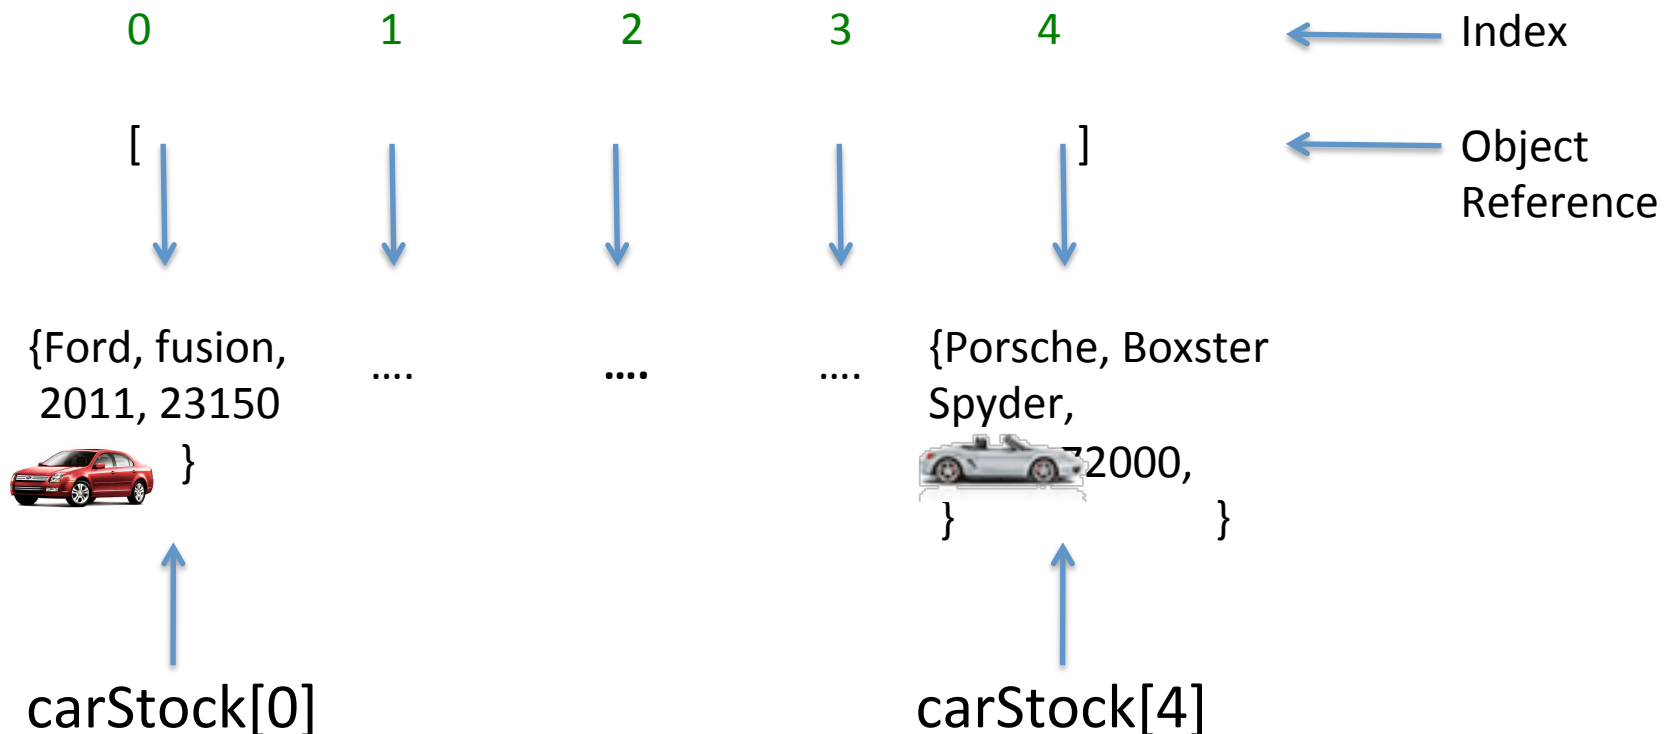 0 1 2 3 4 Index
[ ] Object
Reference
{Ford, fusion,
2011, 23150
}
....
....
....
{Porsche, Boxster
Spyder,
2000,
} }
carStock[0] carStock[4]